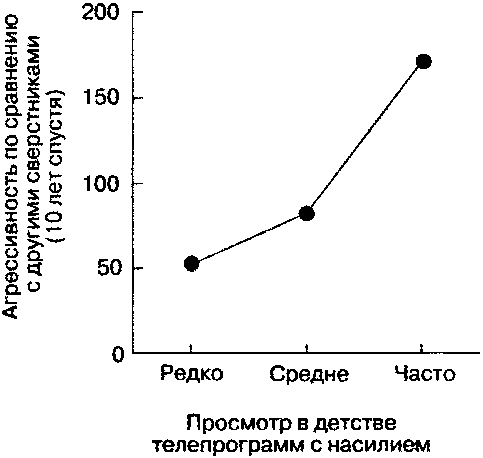 Агрессивность по сравнению
с другими сверстниками
(10 лет спустя)
200
150
100
50
0
Редко Средне Часто
Просмотр в детстве
телепрограмм с насилием